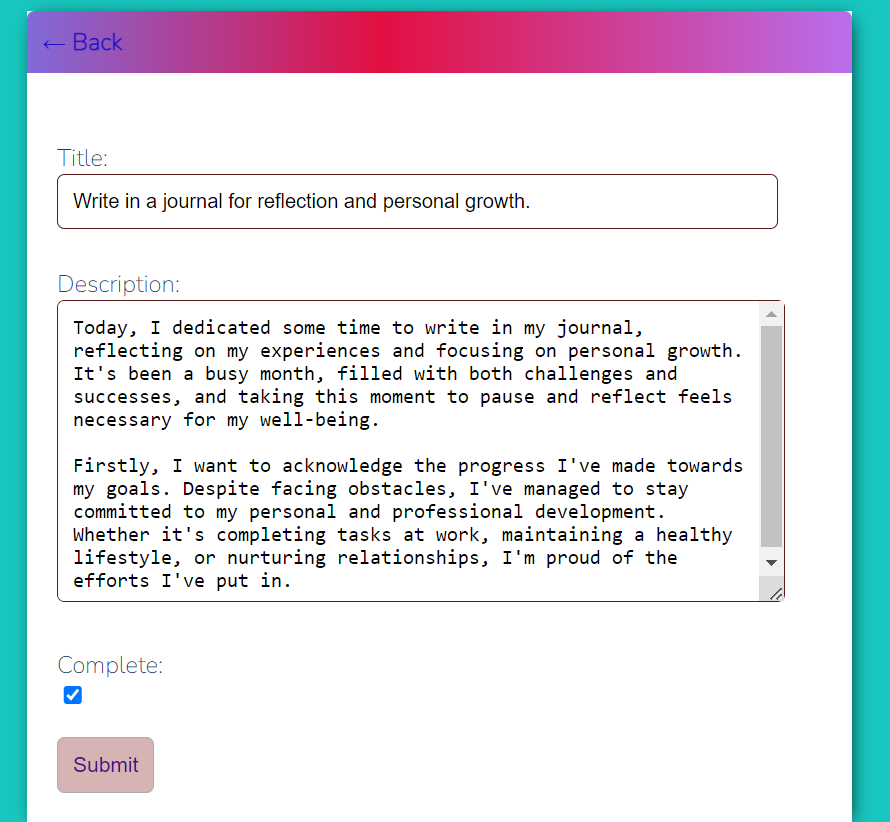 ← Back
Title:
Write in a journal for reflection and personal growth.
Description:
Today, I dedicated some time to write in my journal,
reflecting on my experiences and focusing on personal growth.
It's been a busy month, filled with both challenges and
successes, and taking this moment to pause and reflect feels
necessary for my well-being.
Firstly, I want to acknowledge the progress I've made towards
my goals. Despite facing obstacles, I've managed to stay
committed to my personal and professional development.
Whether it's completing tasks at work, maintaining a healthy
lifestyle, or nurturing relationships, I'm proud of the
efforts I've put in.
Complete:
Submit